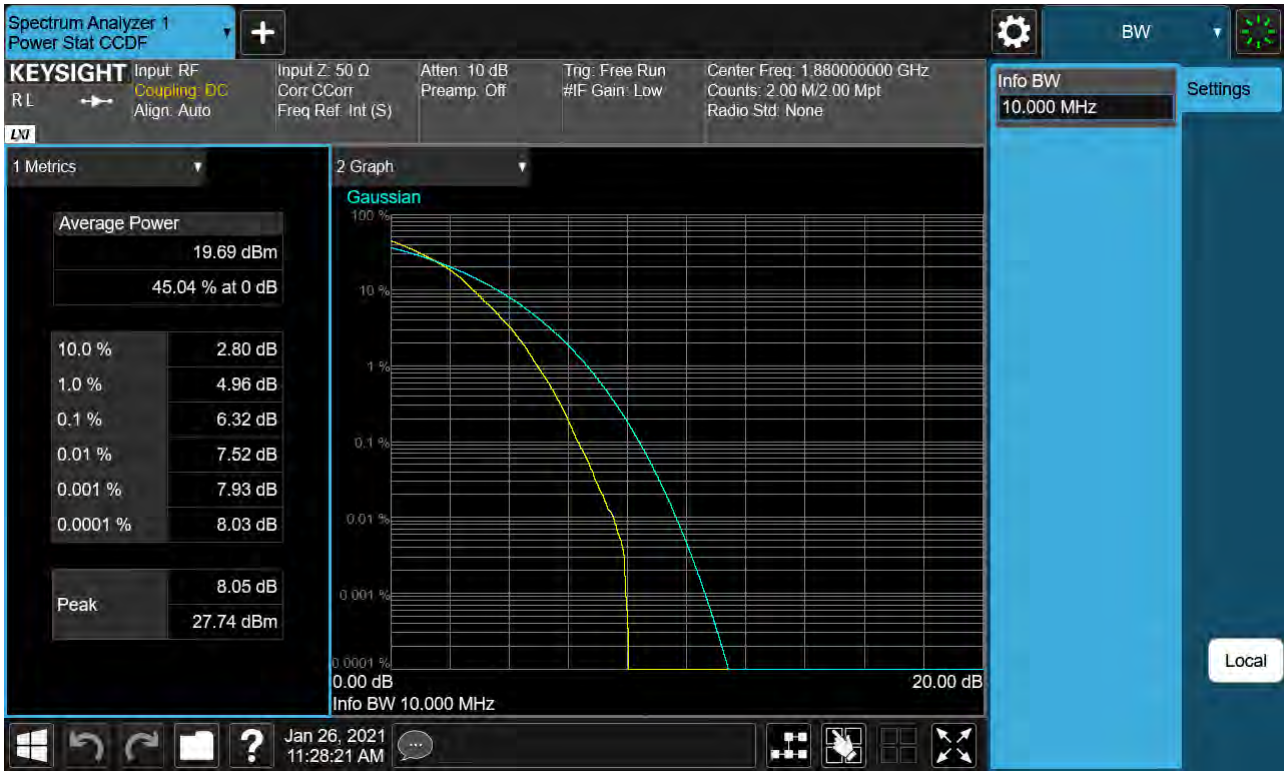 Spectrum Analyzer 1
Power Stat CCDF
BW
KEYSIGHT
RL
LXI
Input: RF
Coupling: DC
Align: Auto
Input Z: 50 Ω
Corr CCorr
Freq Ref: Int (S)
Atten: 10 dB
Preamp: Off
Trig: Free Run
#IF Gain: Low
Center Freq: 1.880000000 GHz
Counts: 2.00 M/2.00 Mpt
Radio Std: None
Info BW
10.000 MHz
Settings
1 Metrics
Average Power
19.69 dBm
45.04 % at 0 dB
10.0 % 2.80 dB
1.0 % 4.96 dB
0.1 % 6.32 dB
0.01 % 7.52 dB
0.001 % 7.93 dB
0.0001 % 8.03 dB
Peak
8.05 dB
27.74 dBm
2 Graph
Gaussian
100 %
10 %
1 %
0.1 %
0.01 %
0.001 %
0.0001 %
0.00 dB 20.00 dB
Info BW 10.000 MHz
Local
?
Jan 26, 2021
11:28:21 AM